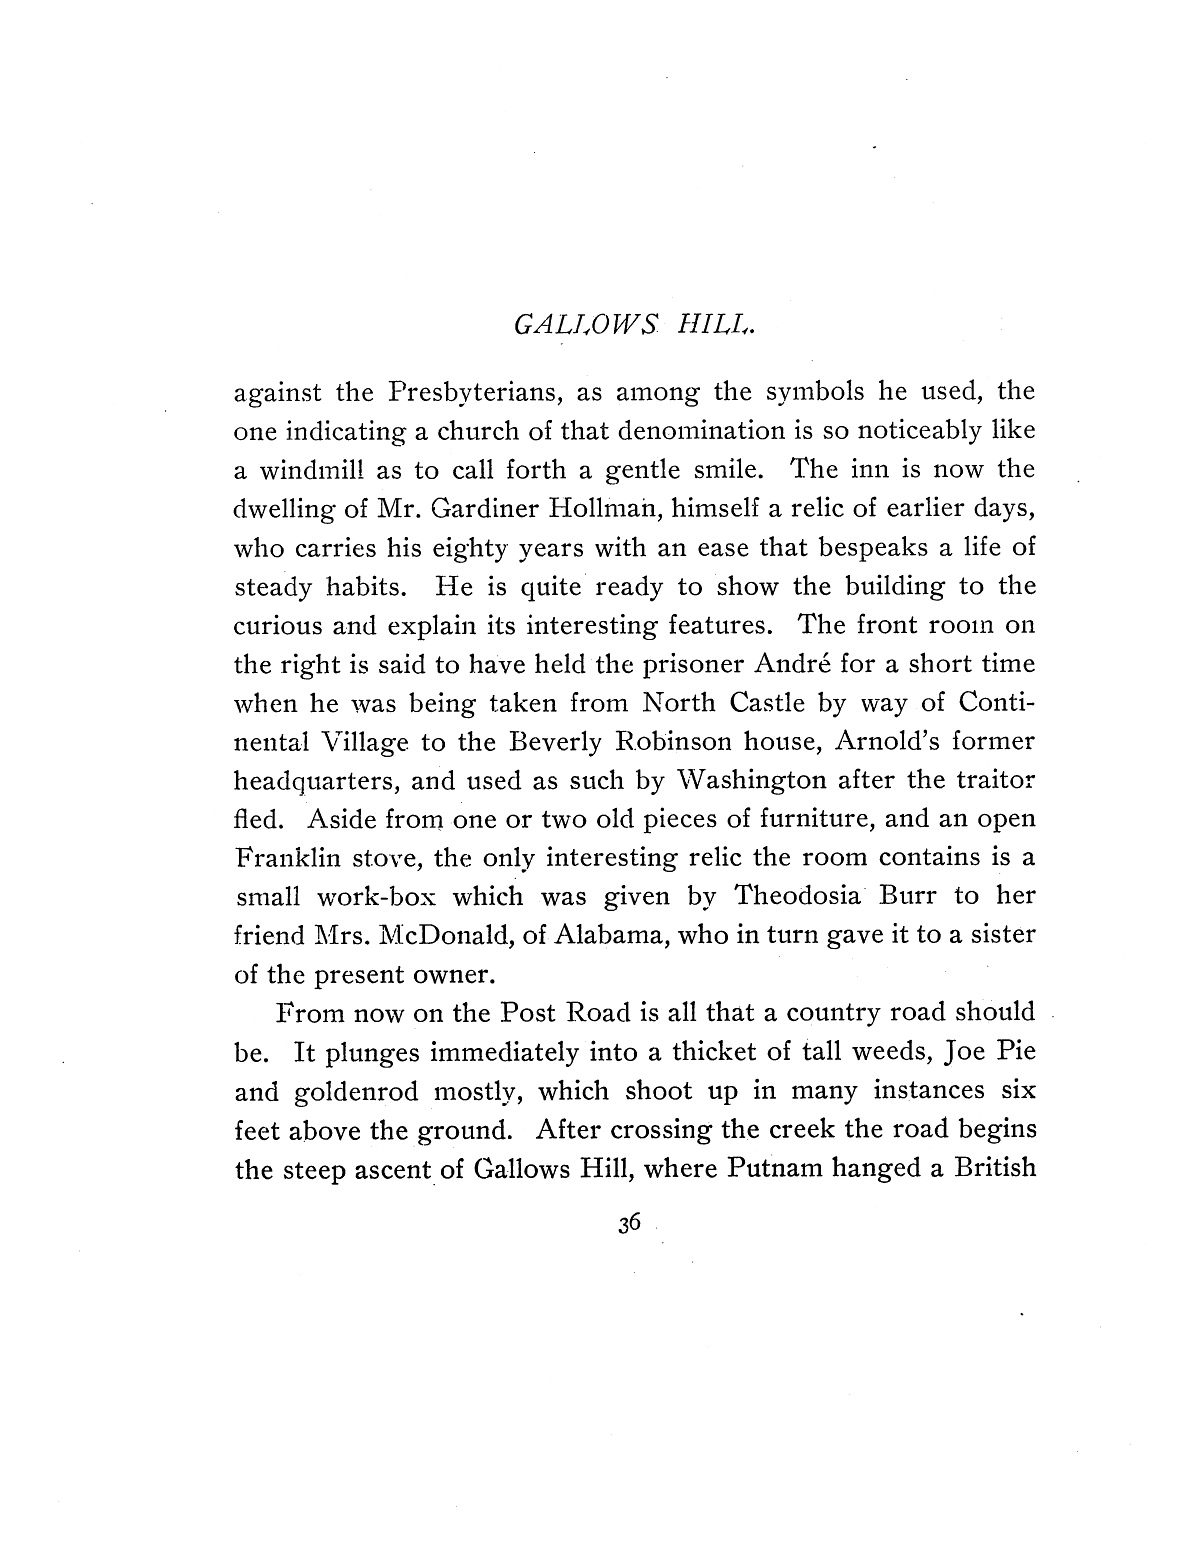 GALLOWS HILL.
against the Presbyterians, as among the symbols he used, the
one indicating a church of that denomination is so noticeably like
a windmill as to call forth a gentle smile. The inn is now the
dwelling of Mr. Gardiner Hollman, himself a relic of earlier days,
who carries his eighty years with an ease that bespeaks a life of
steady habits. He is quite ready to show the building to the
curious and explain its interesting features. The front room on
the right is said to have held the prisoner André for a short time
when he was being taken from North Castle by way of Conti-
nental Village to the Beverly Robinson house, Arnold's former
headquarters, and used as such by Washington after the traitor
fled. Aside from one or two old pieces of furniture, and an open
Franklin stove, the only interesting relic the room contains is a
small work-box which was given by Theodosia Burr to her
friend Mrs. McDonald, of Alabama, who in turn gave it to a sister
of the present owner.
From now on the Post Road is all that a country road should
be. It plunges immediately into a thicket of tall weeds, Joe Pie
and goldenrod mostly, which shoot up in many instances six
feet above the ground. After crossing the creek the road begins
the steep ascent of Gallows Hill, where Putnam hanged a British
36